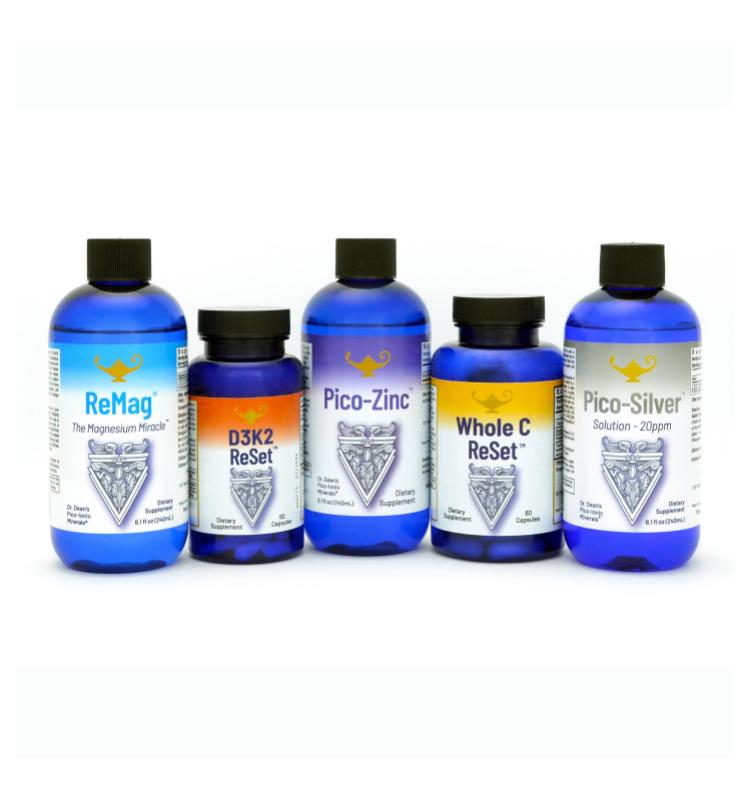 ReMag®
The Magnesium Miracle™
Dr. Dean's
Pico-Ionic
Minerals®
Dietary
Supplement
8.1 fl oz (240mL)
D3K2
ReSet™
Dietary
Supplement
60
Capsules
Pico-Zinc™
Dr. Dean's
Pico-Ionic
Minerals®
8.1 fl oz (240mL)
Dietary
Supplement
Whole C
ReSet™
Dietary
Supplement
60
Capsules
Pico-Silver™
Solution - 20ppm
Dr. Dean's
Pico-Ionic
Minerals®
Dietary
Supplement
8.1 fl oz (240mL)